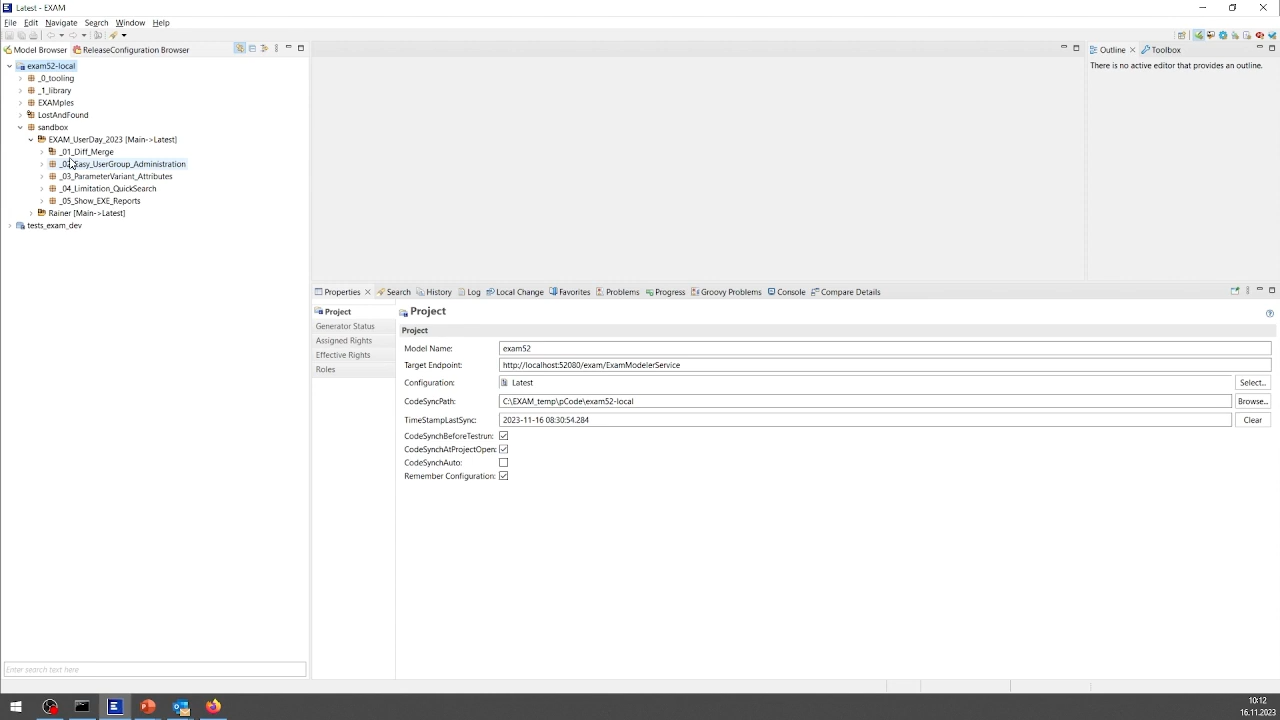 Latest - EXAM
File Edit Navigate Search Window Help
Model Browser ReleaseConfiguration Browser
Outline Toolbox
There is no active editor that provides an outline.
exam52-local
_0_tooling
_1_library
EXAMples
LostAndFound
sandbox
EXAM_UserDay_2023 [Main->Latest]
_01_Diff_Merge
_02_Easy_UserGroup_Administration
_03_ParameterVariant_Attributes
_04_Limitation_QuickSearch
_05_Show_EXE_Reports
Rainer [Main->Latest]
tests_exam_dev
Enter search text here
Properties Search History Log Local Change Favorites Problems Progress Groovy Problems Console Compare Details
Project
Generator Status
Assigned Rights
Effective Rights
Roles
Project
Project
Model Name: exam52
Target Endpoint: http://localhost:52080/exam/ExamModelerService
Configuration: Latest Select...
CodeSyncPath: C:\EXAM_temp\pCode\exam52-local Browse...
TimeStampLastSync: 2023-11-16 08:30:54.284 Clear
CodeSynchBeforeTestrun:
CodeSynchAtProjectOpen:
CodeSynchAuto:
Remember Configuration:
10:12
16.11.2023